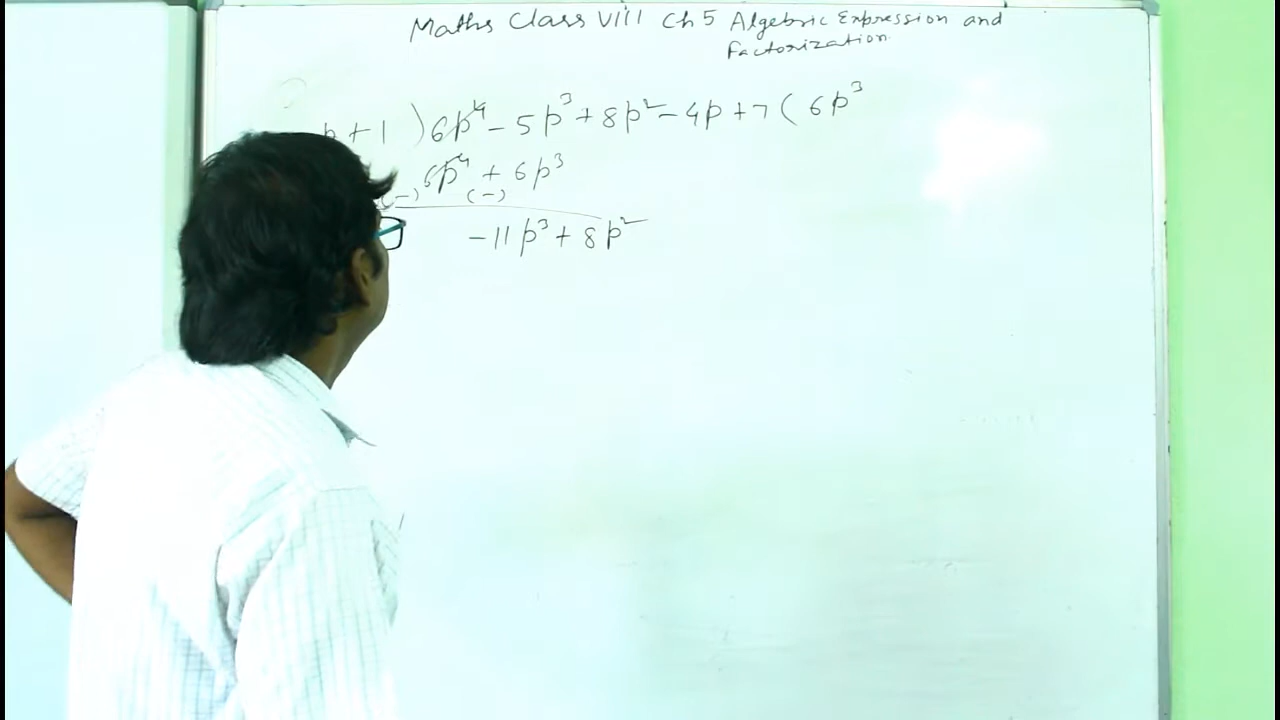 Maths Class VIII Ch 5 Algebric Expression and
Factorization.
p + 1 ) 6p⁴ - 5p³ + 8p² - 4p + 7 ( 6p³
6p⁴ + 6p³
(-) (-)
-11p³ + 8p²